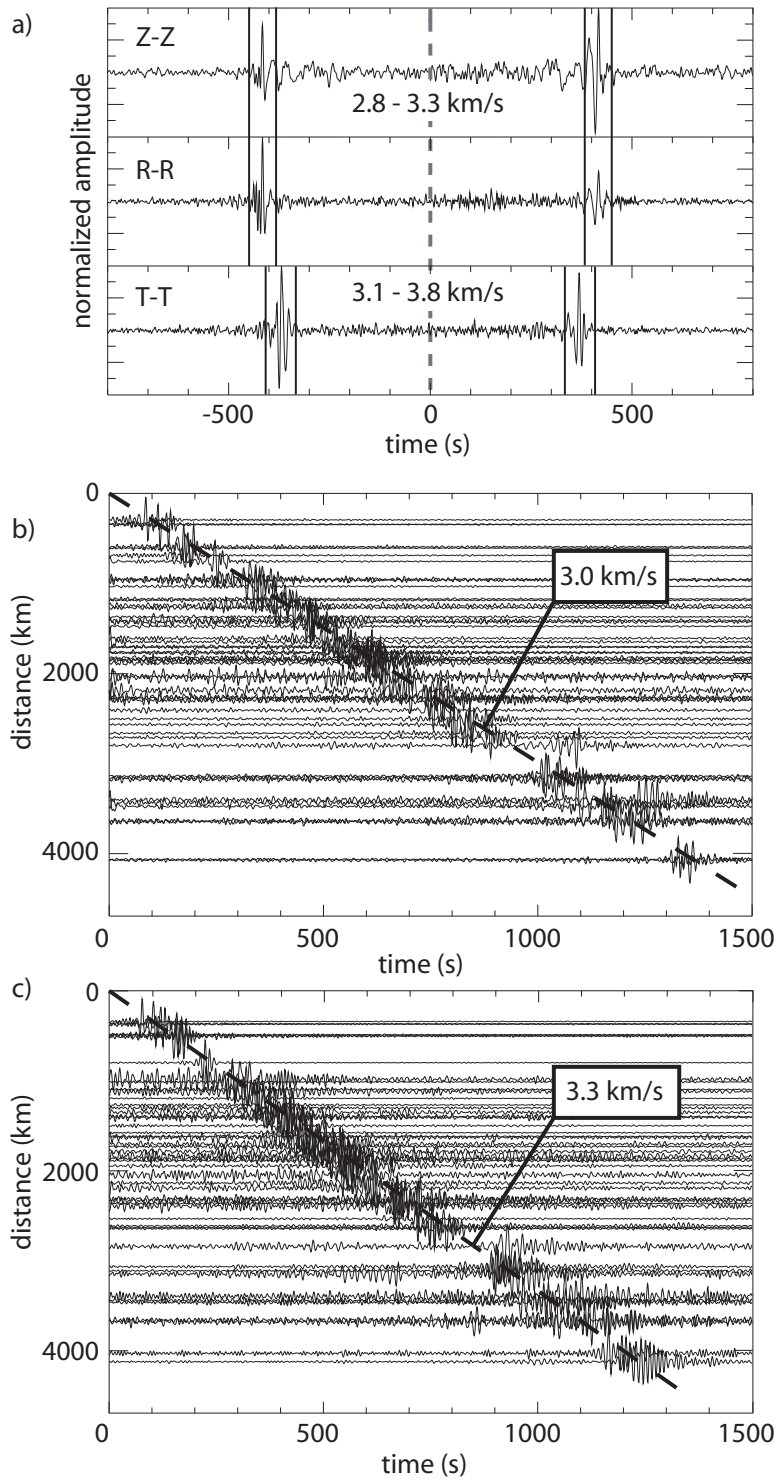 a)
Z-Z
2.8 - 3.3 km/s
R-R
T-T
3.1 - 3.8 km/s
normalized amplitude
-500 0 500
time (s)
b)
0
2000
4000
distance (km)
3.0 km/s
0 500 1000 1500
time (s)
c)
0
2000
4000
distance (km)
3.3 km/s
0 500 1000 1500
time (s)